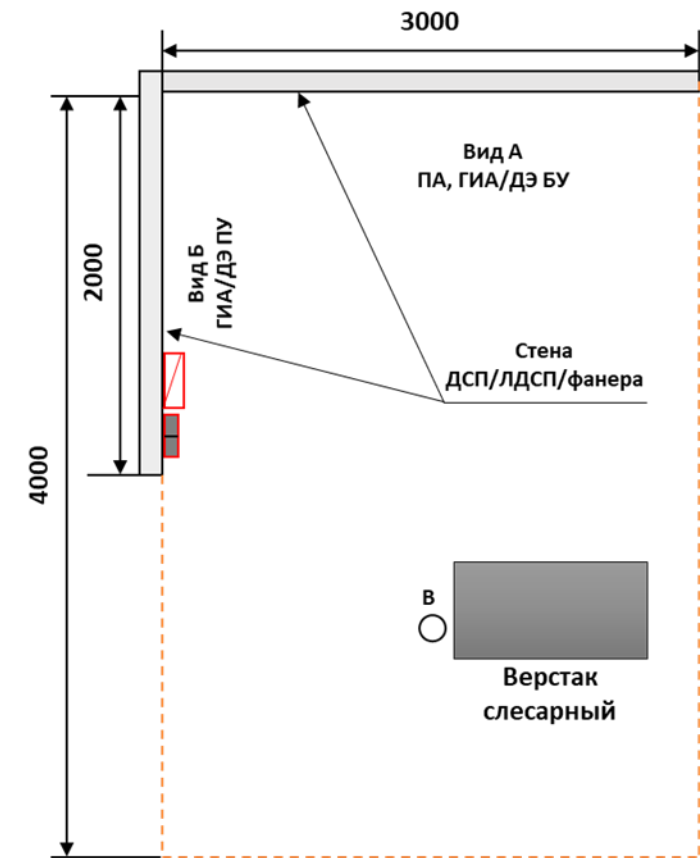 3000
Вид А
ПА, ГИА/ДЭ БУ
Вид Б
ГИА/ДЭ ПУ
2000
Стена
ДСП/ЛДСП/фанера
4000
В
Верстак
слесарный